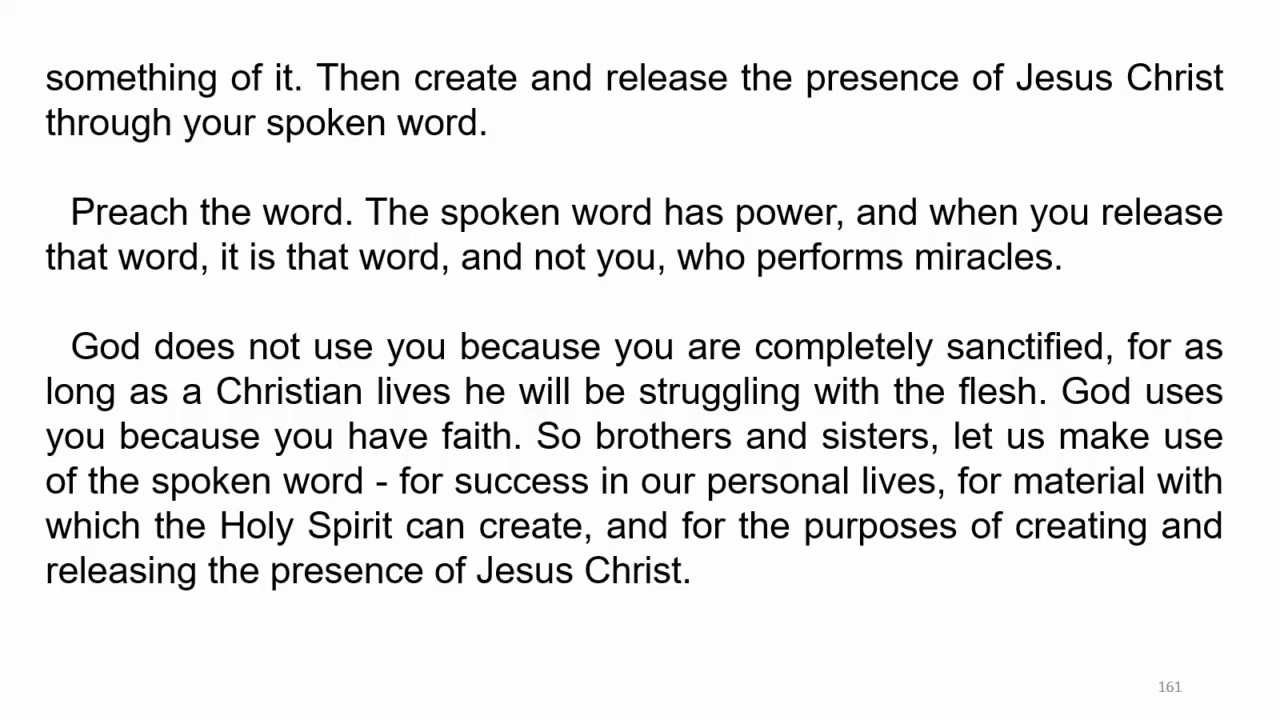 something of it. Then create and release the presence of Jesus Christ
through your spoken word.
Preach the word. The spoken word has power, and when you release
that word, it is that word, and not you, who performs miracles.
God does not use you because you are completely sanctified, for as
long as a Christian lives he will be struggling with the flesh. God uses
you because you have faith. So brothers and sisters, let us make use
of the spoken word - for success in our personal lives, for material with
which the Holy Spirit can create, and for the purposes of creating and
releasing the presence of Jesus Christ.
161